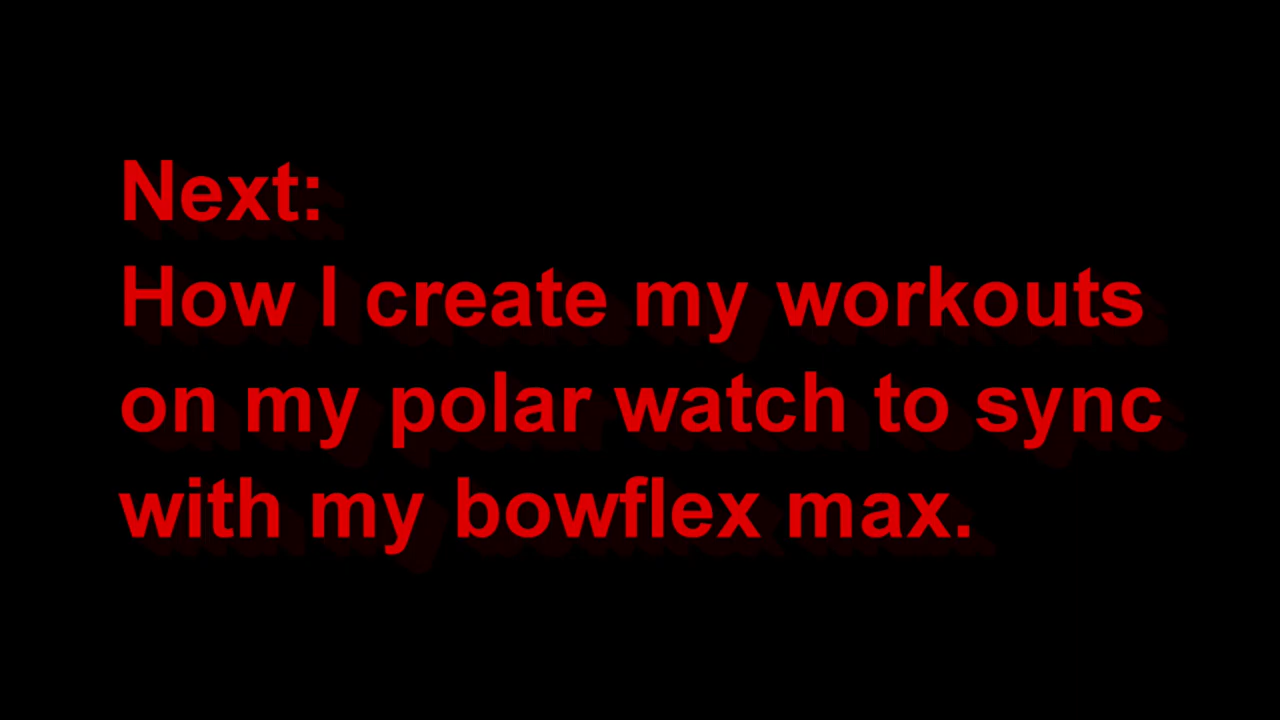 Next:
How I create my workouts
on my polar watch to sync
with my bowflex max.